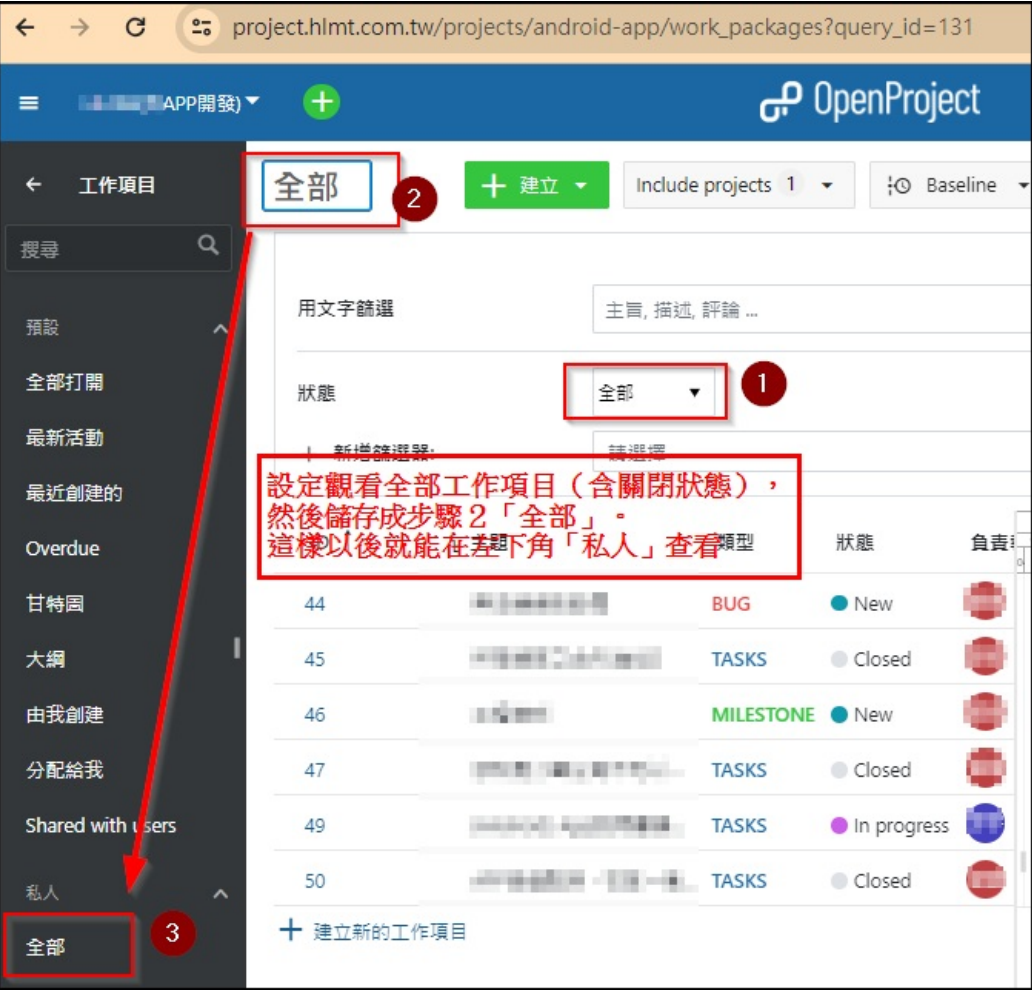 project.hlmt.com.tw/projects/android-app/work_packages?query_id=131
APP開發)
OpenProject
工作項目
全部
2
建立
Include projects 1
Baseline
搜尋
預設
用文字篩選
主旨, 描述, 評論 ...
全部打開
狀態
全部
1
最新活動
新增篩選器:
請選擇
最近創建的
設定觀看全部工作項目(含關閉狀態),
然後儲存成步驟2「全部」。
這樣以後就能在左下角「私人」查看
Overdue
主題
類型
狀態
負責
甘特圖
44
BUG
New
大綱
45
TASKS
Closed
由我創建
46
MILESTONE
New
分配給我
47
TASKS
Closed
Shared with users
49
TASKS
In progress
私人
50
TASKS
Closed
全部
3
建立新的工作項目